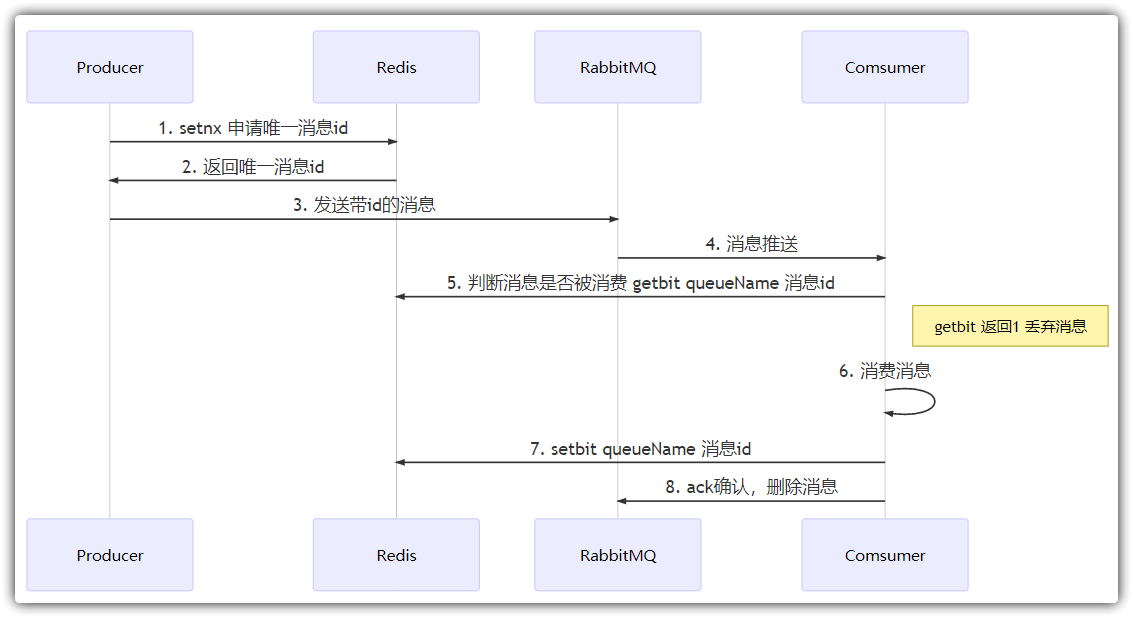 Producer
Redis
RabbitMQ
Comsumer
1. setnx 申请唯一消息id
2. 返回唯一消息id
3. 发送带id的消息
4. 消息推送
5. 判断消息是否被消费 getbit queueName 消息id
getbit 返回1 丢弃消息
6. 消费消息
7. setbit queueName 消息id
8. ack确认，删除消息
Producer
Redis
RabbitMQ
Comsumer